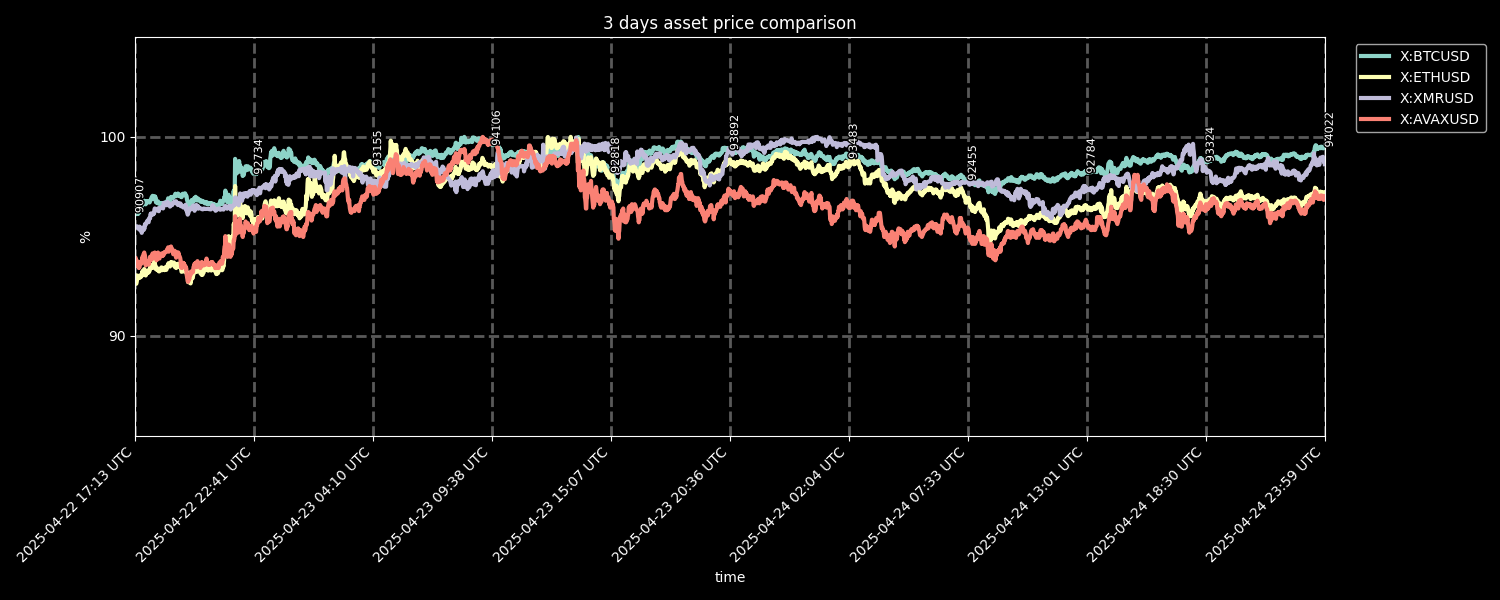 3 days asset price comparison
X:BTCUSD
X:ETHUSD
X:XMRUSD
X:AVAXUSD
100
90
%
92734
93155
94106
92818
93892
93483
92455
92784
93324
94022
2025-04-22 17:13 UTC
2025-04-22 22:41 UTC
2025-04-23 04:10 UTC
2025-04-23 09:38 UTC
2025-04-23 15:07 UTC
2025-04-23 20:36 UTC
2025-04-24 02:04 UTC
2025-04-24 07:33 UTC
2025-04-24 13:01 UTC
2025-04-24 18:30 UTC
2025-04-24 23:59 UTC
time